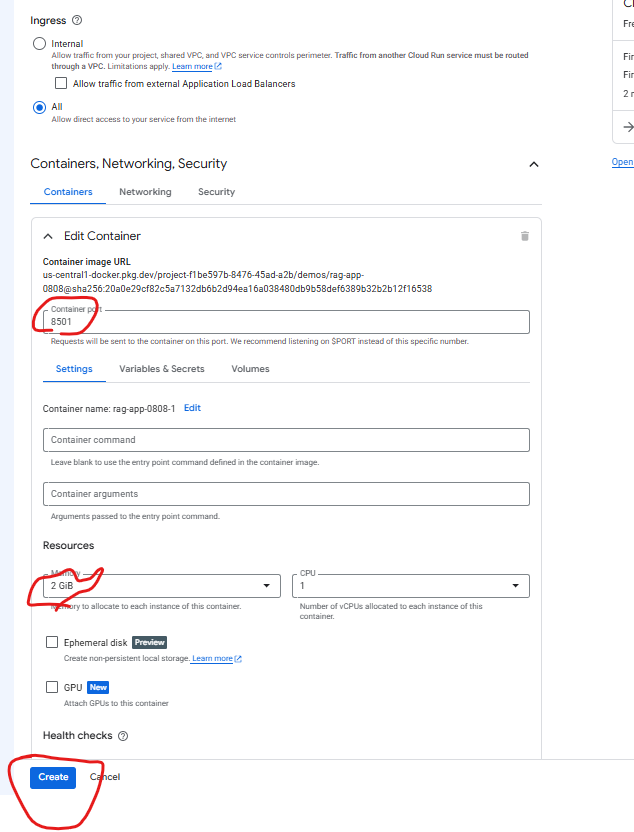 Ingress
Internal
Allow traffic from your project, shared VPC, and VPC service controls perimeter. Traffic from another Cloud Run service must be routed
through a VPC. Limitations apply. Learn more
Allow traffic from external Application Load Balancers
All
Allow direct access to your service from the internet
Fir
Fir
2 r
Open
Containers, Networking, Security
Containers Networking Security
Edit Container
Container image URL
us-central1-docker.pkg.dev/project-f1be597b-8476-45ad-a2b/demos/rag-app-
0808@sha256:20a0e29cf82c5a7132db6b2d94ea16a038480db9b58def6389b32b2b12f16538
Container port
8501
Requests will be sent to the container on this port. We recommend listening on $PORT instead of this specific number.
Settings Variables & Secrets Volumes
Container name: rag-app-0808-1 Edit
Container command
Leave blank to use the entry point command defined in the container image.
Container arguments
Arguments passed to the entry point command.
Resources
Memory CPU
2 GiB 1
Memory to allocate to each instance of this container. Number of vCPUs allocated to each instance of this
container.
Ephemeral disk Preview
Create non-persistent local storage. Learn more
GPU New
Attach GPUs to this container
Health checks
Create Cancel